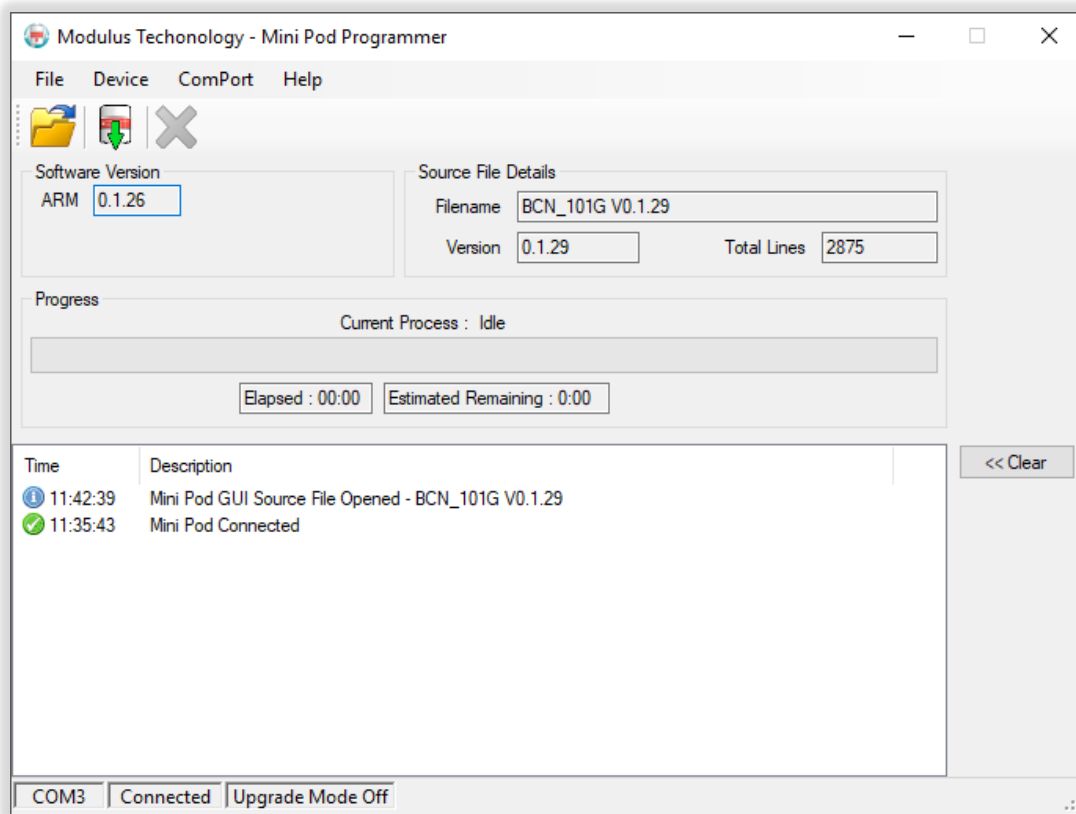 Modulus Techonology - Mini Pod Programmer
File Device ComPort Help
Software Version
ARM 0.1.26
Source File Details
Filename BCN_101G V0.1.29
Version 0.1.29 Total Lines 2875
Progress
Current Process : Idle
Elapsed : 00:00 Estimated Remaining : 0:00
<< Clear
Time Description
11:42:39 Mini Pod GUI Source File Opened - BCN_101G V0.1.29
11:35:43 Mini Pod Connected
COM3 Connected Upgrade Mode Off